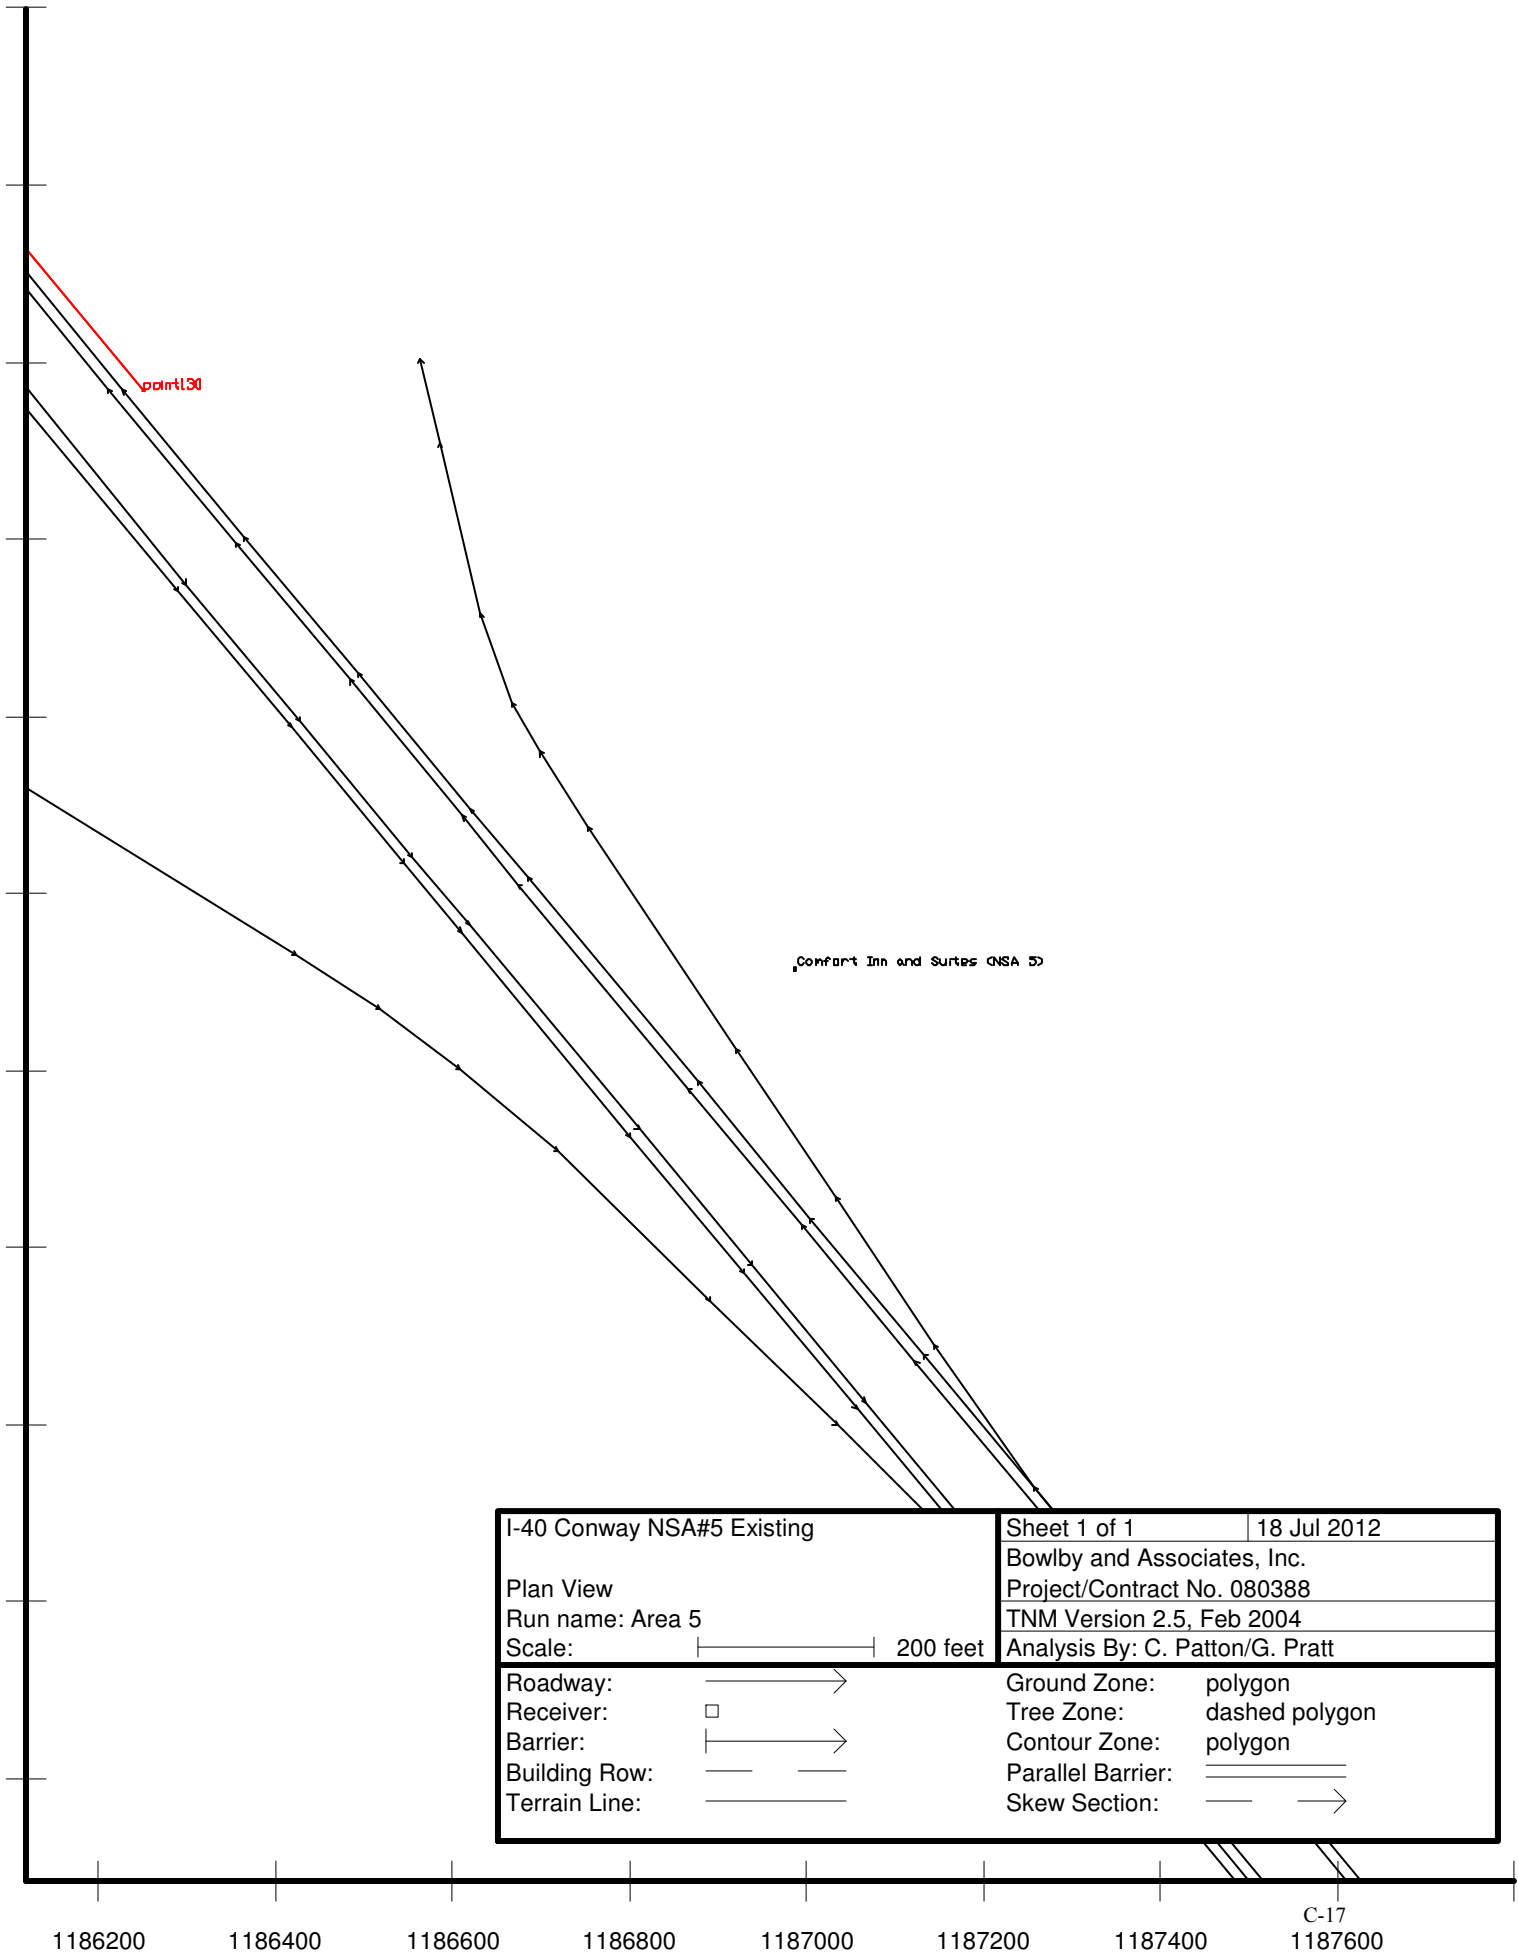 point130
Comfort Inn and Suites (NSA 5)
I-40 Conway NSA#5 Existing
Sheet 1 of 1
18 Jul 2012
Bowlby and Associates, Inc.
Plan View
Project/Contract No. 080388
Run name: Area 5
TNM Version 2.5, Feb 2004
Scale:
200 feet
Analysis By: C. Patton/G. Pratt
Roadway:
Ground Zone:
polygon
Receiver:
Tree Zone:
dashed polygon
Barrier:
Contour Zone:
polygon
Building Row:
Parallel Barrier:
Terrain Line:
Skew Section:
C-17
1186200
1186400
1186600
1186800
1187000
1187200
1187400
1187600